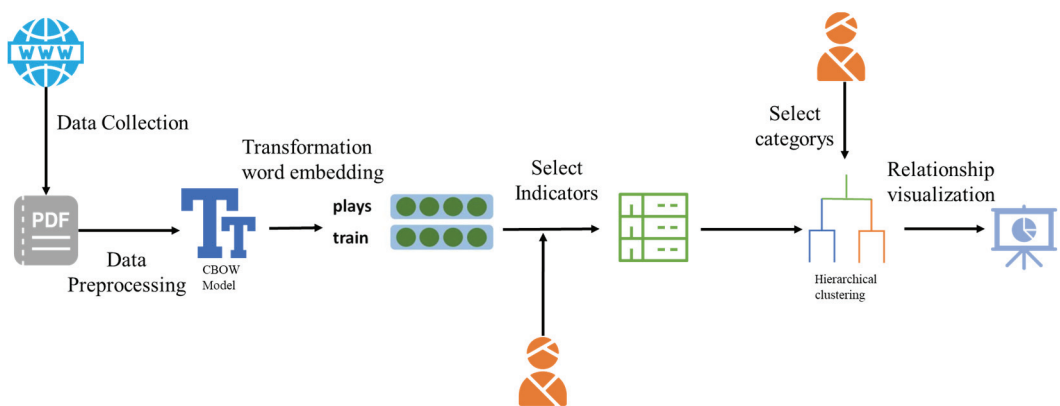 WWW
Data Collection
PDF
Data
Preprocessing
CBOW
Model
Transformation
word embedding
plays
train
Select
Indicators
Select
categorys
Hierarchical
clustering
Relationship
visualization